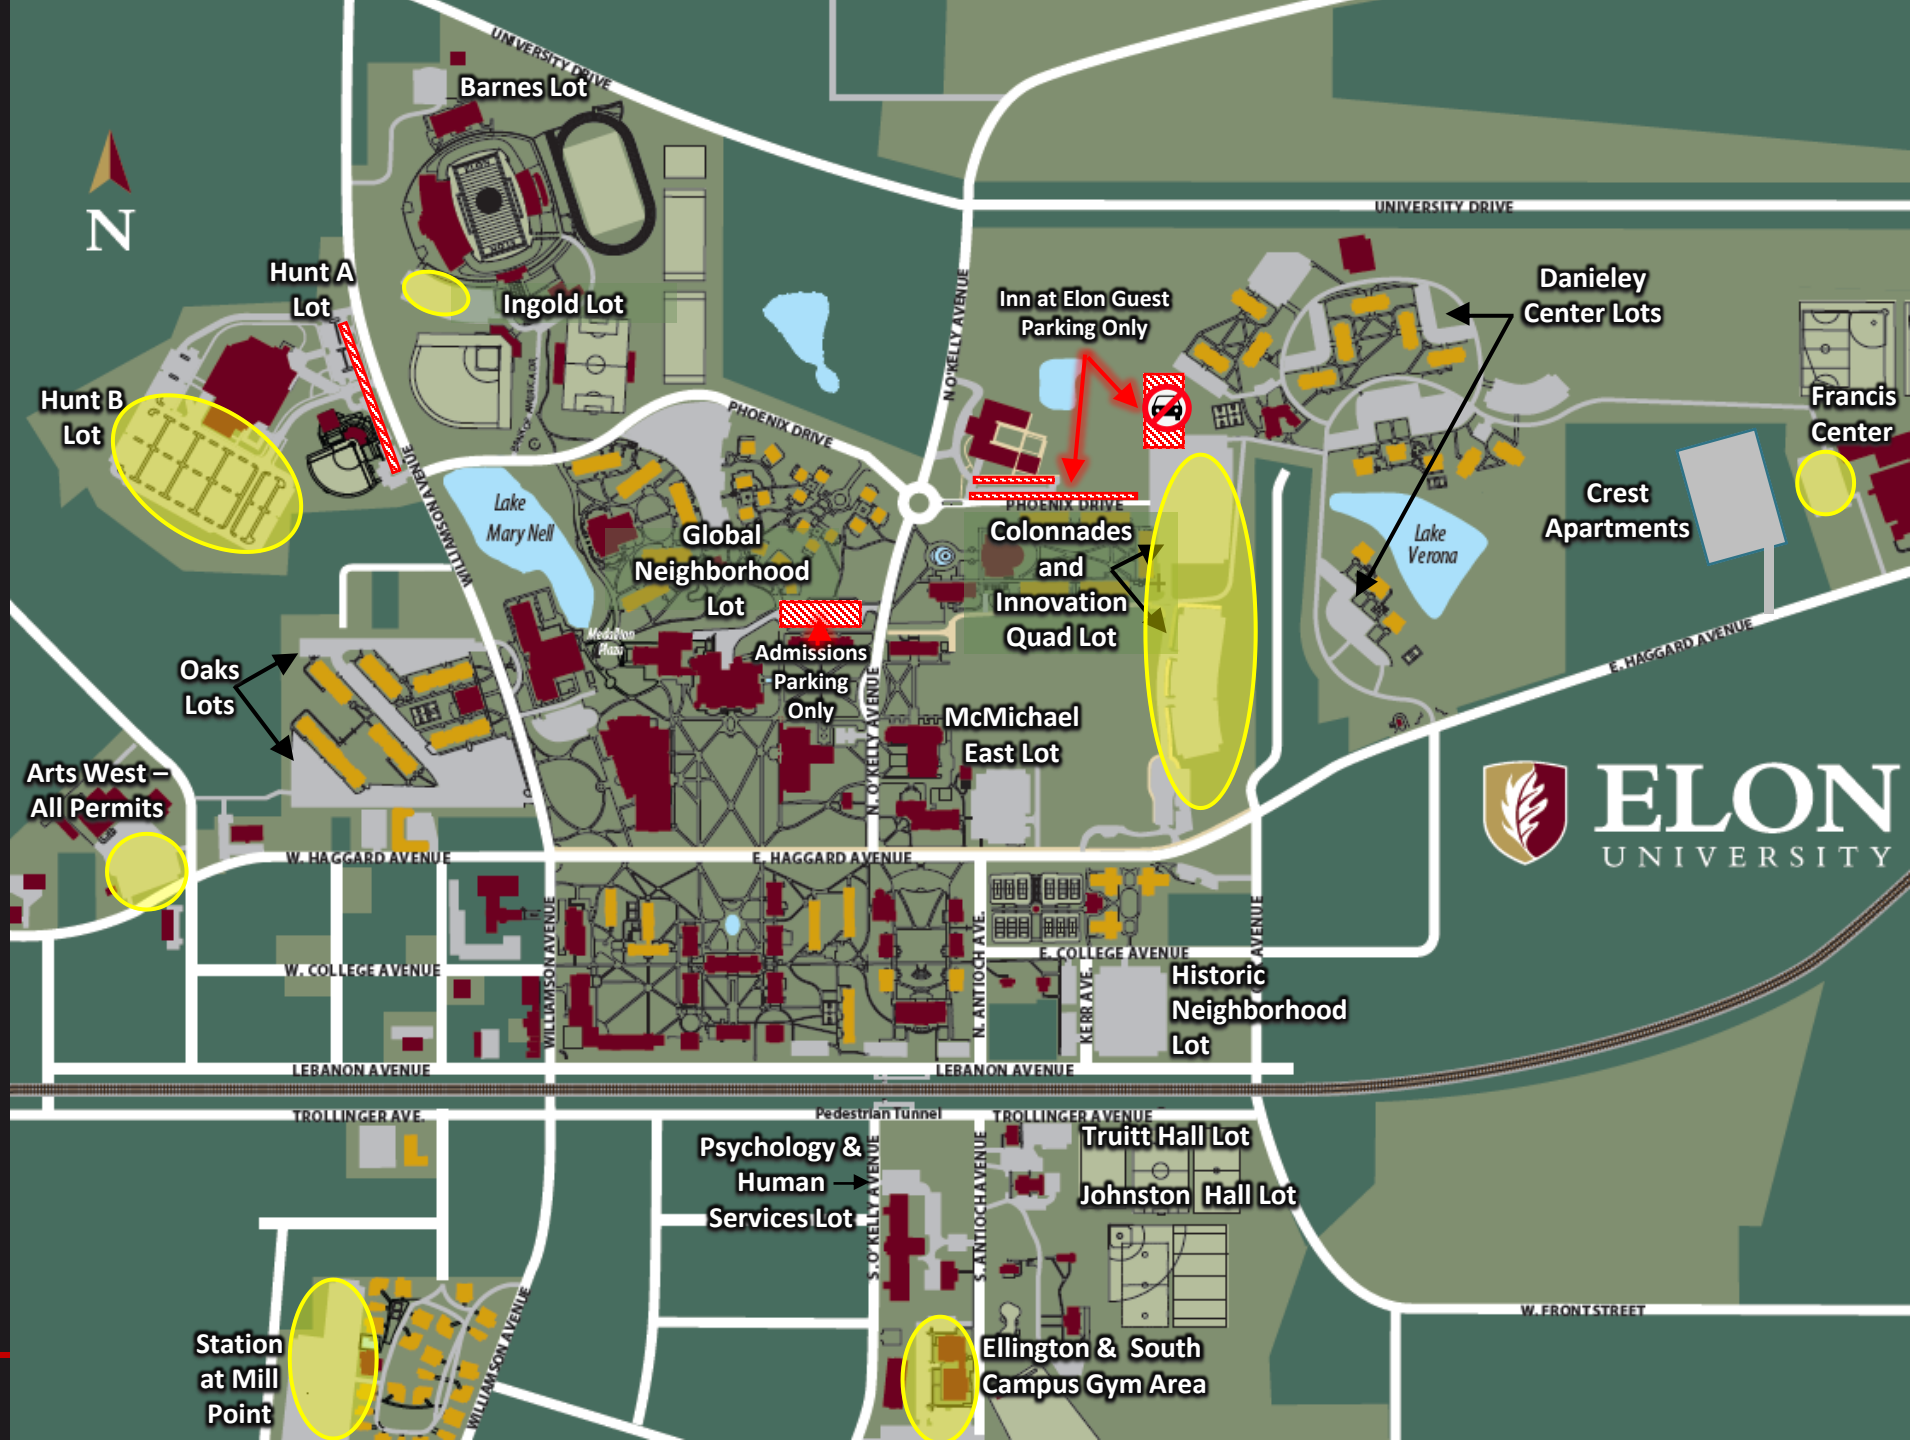 UNIVERSITY DRIVE
Barnes Lot
ELON
ELON
N
UNIVERSITY DRIVE
Hunt A
Lot
Ingold Lot
N.O'KELLY AVENUE
Inn at Elon Guest
Parking Only
Danieley
Center Lots
Hunt B
Lot
PHOENIX DRIVE
Francis
Center
WILLIAMSON AVENUE
Lake
Mary Nell
PHOENIX DRIVE
Crest
Apartments
Global
Neighborhood
Lot
Colonnades
and
Innovation
Quad Lot
Lake
Verona
Medallion
Plaza
Admissions
Parking
Only
E. HAGGARD AVENUE
Oaks
Lots
N. O'KELLY AVENUE
McMichael
East Lot
Arts West –
All Permits
ELON
UNIVERSITY
W. HAGGARD AVENUE
E. HAGGARD AVENUE
WILLIAMSON AVENUE
N. ANTIOCH AVE.
AVENUE
E. COLLEGE AVENUE
W. COLLEGE AVENUE
KERR AVE.
Historic
Neighborhood
Lot
LEBANON AVENUE
LEBANON AVENUE
TROLLINGER AVE.
Pedestrian Tunnel
TROLLINGER AVENUE
Truitt Hall Lot
Psychology &
Human
Services Lot
S. O'KELLY AVENUE
S. ANTIOCH AVENUE
Johnston Hall Lot
W. FRONT STREET
Station
at Mill
Point
WILLIAMSON AVENUE
Ellington & South
Campus Gym Area